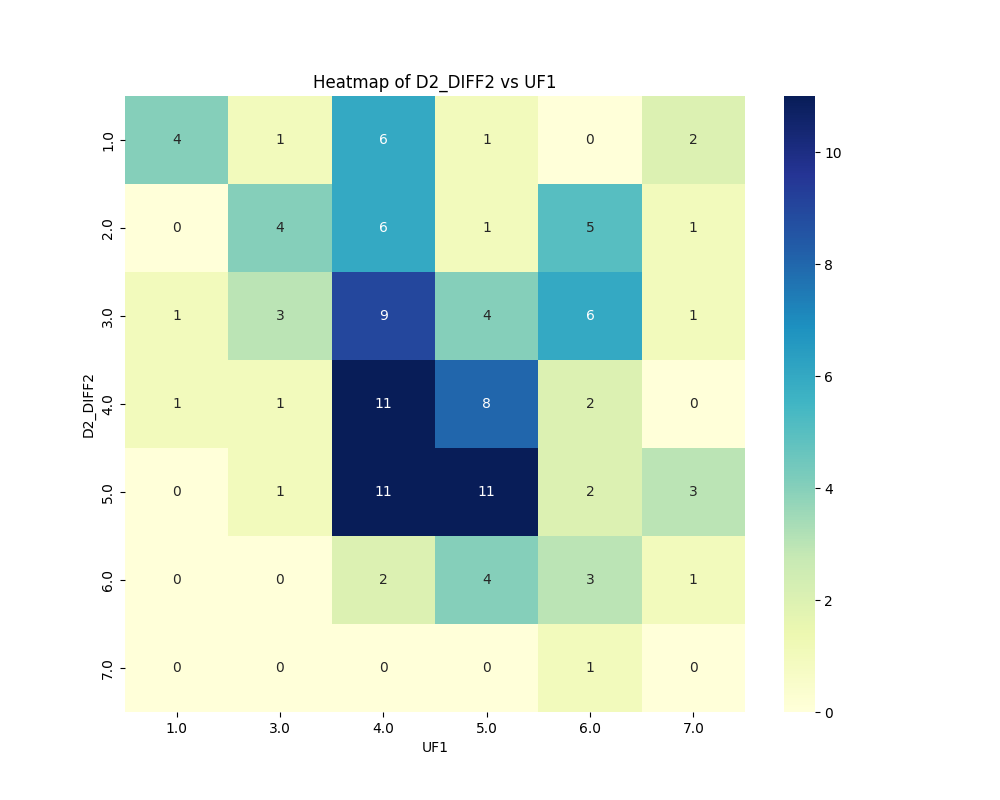 Heatmap of D2_DIFF2 vs UF1
1.0 4 1 6 1 0 2
2.0 0 4 6 1 5 1
3.0 1 3 9 4 6 1
4.0 1 1 11 8 2 0
5.0 0 1 11 11 2 3
6.0 0 0 2 4 3 1
7.0 0 0 0 0 1 0
D2_DIFF2
1.0 3.0 4.0 5.0 6.0 7.0
UF1
10
8
6
4
2
0